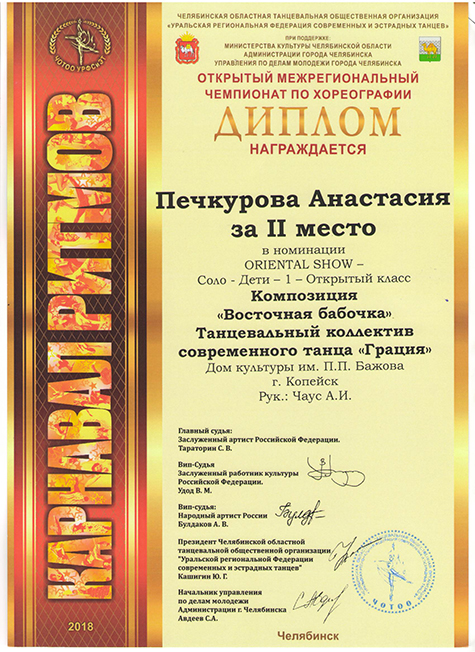 ЧЕЛЯБИНСКАЯ ОБЛАСТНАЯ ТАНЦЕВАЛЬНАЯ ОБЩЕСТВЕННАЯ ОРГАНИЗАЦИЯ
"УРАЛЬСКАЯ РЕГИОНАЛЬНАЯ ФЕДЕРАЦИЯ СОВРЕМЕННЫХ И ЭСТРАДНЫХ ТАНЦЕВ"
ПРИ ПОДДЕРЖКЕ:
МИНИСТЕРСТВА КУЛЬТУРЫ ЧЕЛЯБИНСКОЙ ОБЛАСТИ
АДМИНИСТРАЦИИ ГОРОДА ЧЕЛЯБИНСКА
УПРАВЛЕНИЯ ПО ДЕЛАМ МОЛОДЕЖИ ГОРОДА ЧЕЛЯБИНСКА
ОТКРЫТЫЙ МЕЖРЕГИОНАЛЬНЫЙ
ЧЕМПИОНАТ ПО ХОРЕОГРАФИИ
ДИПЛОМ
НАГРАЖДАЕТСЯ
ЧОТОО УРФСиЭТ
КАРНАВАЛ РИТМОВ
2018
Печкурова Анастасия
за II место
в номинации
ORIENTAL SHOW –
Соло - Дети – 1 – Открытый класс
Композиция
«Восточная бабочка»
Танцевальный коллектив
современного танца «Грация»
Дом культуры им. П.П. Бажова
г. Копейск
Рук.: Чаус А.И.
Главный судья:
Заслуженный артист Российской Федерации.
Тараторин С. В.
Вип-Судья
Заслуженный работник культуры
Российской Федерации.
Удод В. М.
Вип-судья:
Народный артист России
Булдаков А. В.
Президент Челябинской областной
танцевальной общественной организации
"Уральской региональной Федерации
современных и эстрадных танцев"
Кашигин Ю. Г.
Начальник управления
по делам молодежи
Администрации г. Челябинска
Авдеев С.А.
ЧОТОО
Челябинск